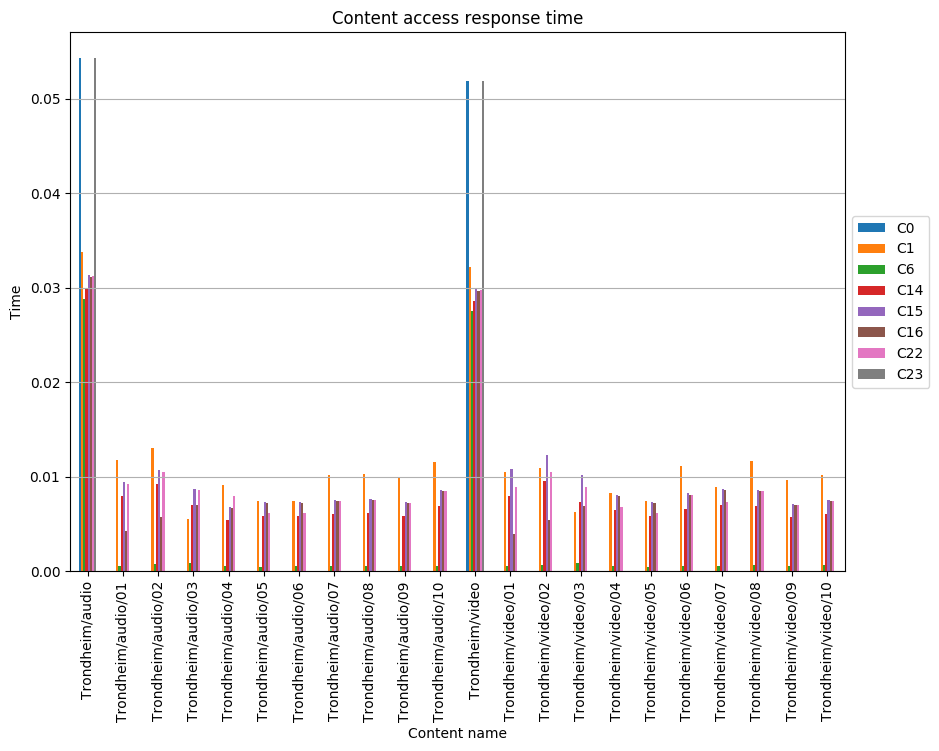 Content access response time
Time
0.05
0.04
0.03
0.02
0.01
0.00
C0
C1
C6
C14
C15
C16
C22
C23
Trondheim/audio
Trondheim/audio/01
Trondheim/audio/02
Trondheim/audio/03
Trondheim/audio/04
Trondheim/audio/05
Trondheim/audio/06
Trondheim/audio/07
Trondheim/audio/08
Trondheim/audio/09
Trondheim/audio/10
Trondheim/video
Trondheim/video/01
Trondheim/video/02
Trondheim/video/03
Trondheim/video/04
Trondheim/video/05
Trondheim/video/06
Trondheim/video/07
Trondheim/video/08
Trondheim/video/09
Trondheim/video/10
Content name